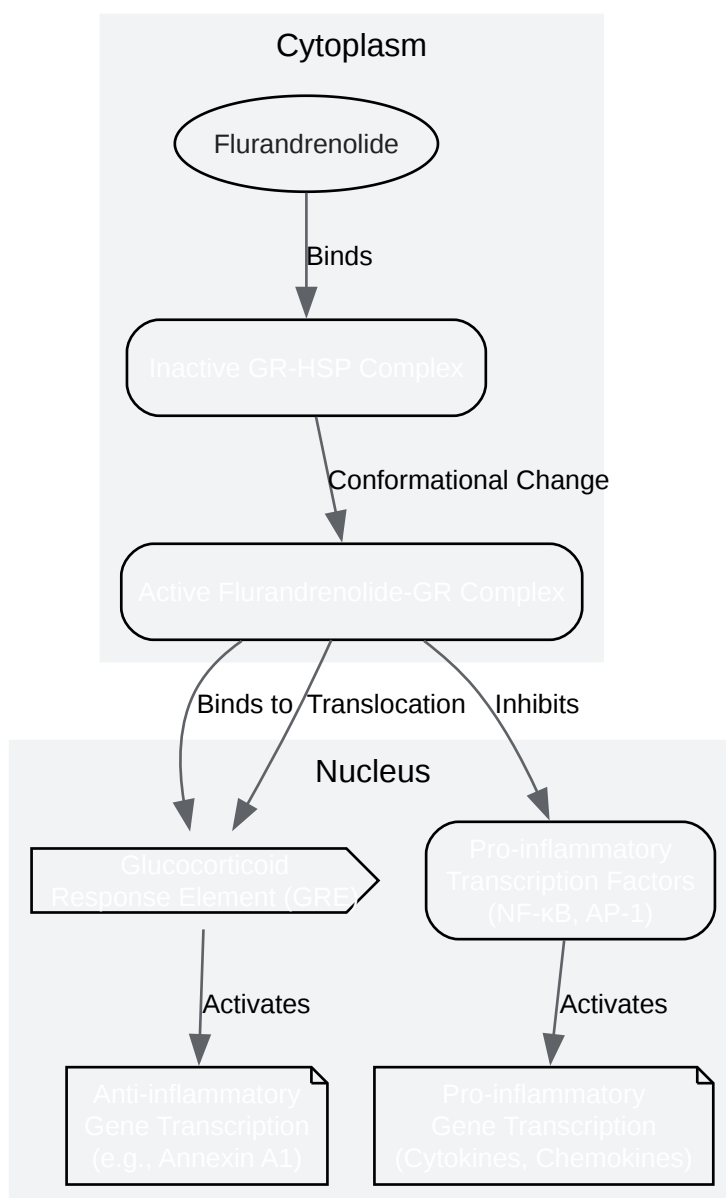 Cytoplasm
Flurandrenolide
Binds
Inactive GR-HSP Complex
Conformational Change
Active Flurandrenolide-GR Complex
Binds to
Translocation
Inhibits
Nucleus
Glucocorticoid
Response Element (GRE)
Pro-inflammatory
Transcription Factors
(NF-κB, AP-1)
Activates
Activates
Anti-inflammatory
Gene Transcription
(e.g., Annexin A1)
Pro-inflammatory
Gene Transcription
(Cytokines, Chemokines)